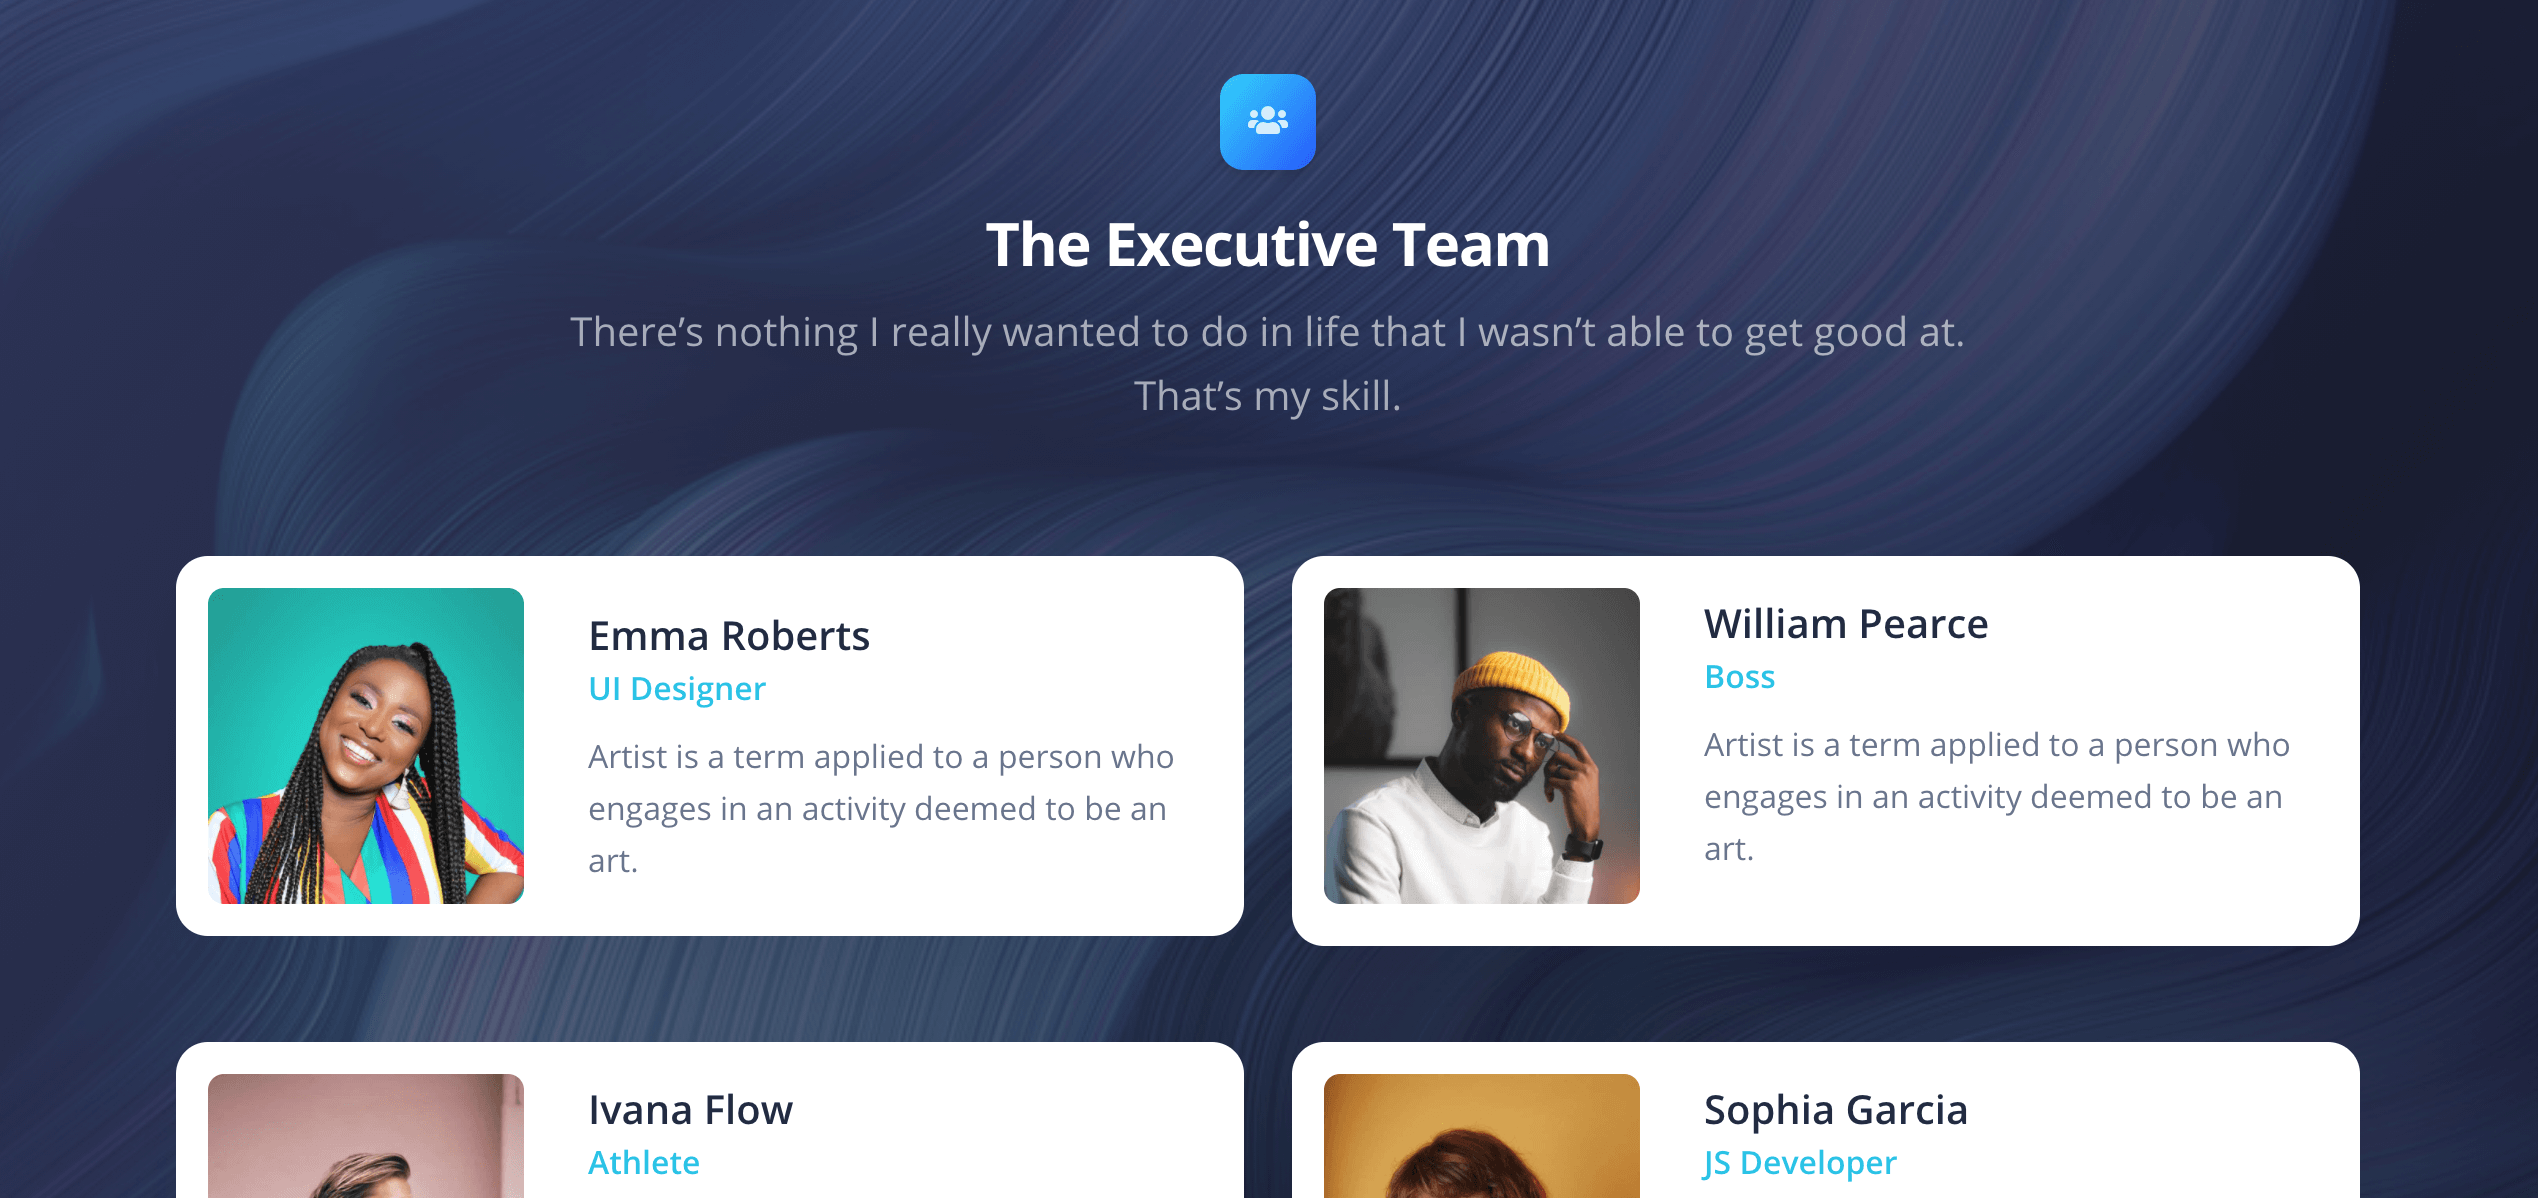 The Executive Team
There’s nothing I really wanted to do in life that I wasn’t able to get good at.
That’s my skill.
Emma Roberts
UI Designer
Artist is a term applied to a person who
engages in an activity deemed to be an
art.
William Pearce
Boss
Artist is a term applied to a person who
engages in an activity deemed to be an
art.
Ivana Flow
Athlete
Sophia Garcia
JS Developer